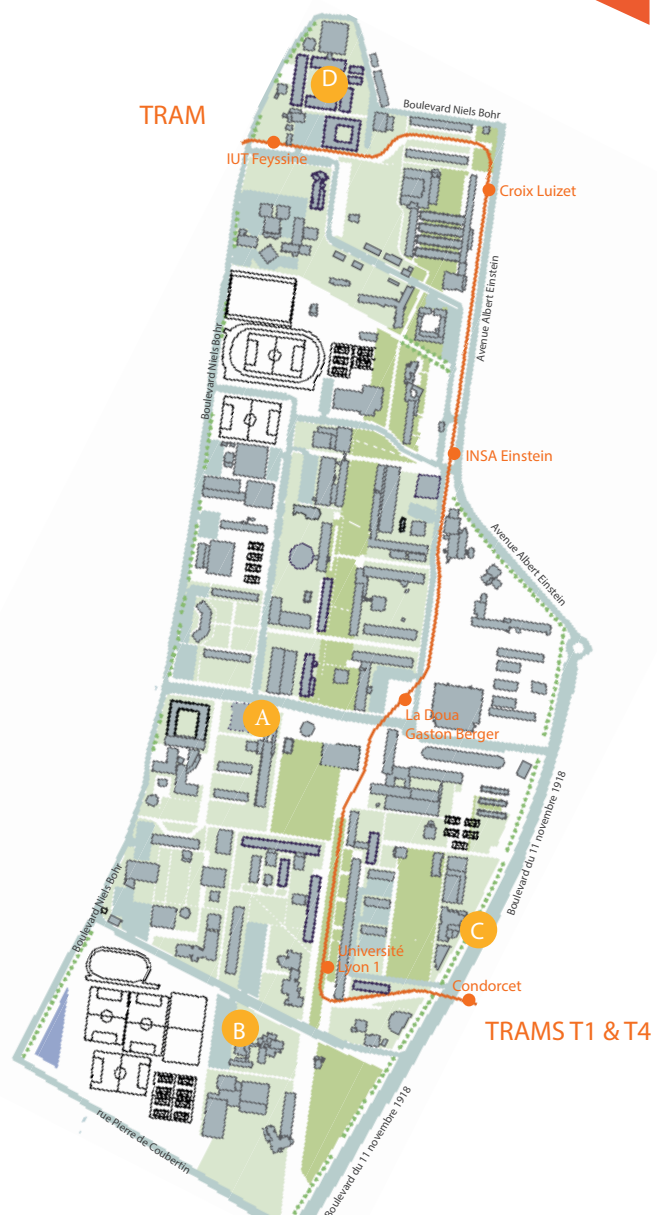 D
TRAM
Boulevard Niels Bohr
IUT Feyssine
Croix Luizet
Avenue Albert Einstein
Boulevard Niels Bohr
INSA Einstein
Avenue Albert Einstein
A
La Doua
Gaston Berger
Boulevard du 11 novembre 1918
Boulevard Niels Bohr
C
Université
Lyon 1
Condorcet
B
TRAMS T1 & T4
rue Pierre de Coubertin
Boulevard du 11 novembre 1918